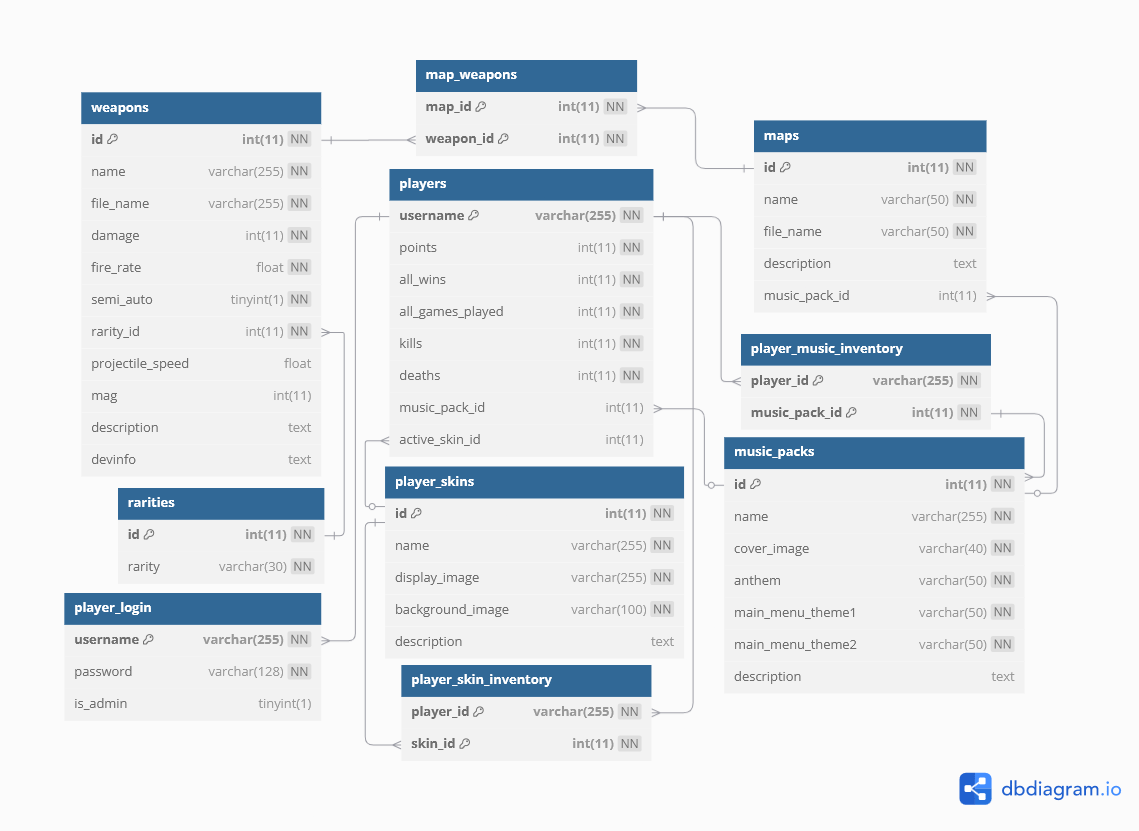 map_weapons
map_id int(11) NN
weapon_id int(11) NN
weapons
id int(11) NN
name varchar(255) NN
file_name varchar(255) NN
damage int(11) NN
fire_rate float NN
semi_auto tinyint(1) NN
rarity_id int(11) NN
projectile_speed float
mag int(11)
description text
devinfo text
maps
id int(11) NN
name varchar(50) NN
file_name varchar(50) NN
description text
music_pack_id int(11)
players
username varchar(255) NN
points int(11) NN
all_wins int(11) NN
all_games_played int(11) NN
kills int(11) NN
deaths int(11) NN
music_pack_id int(11)
active_skin_id int(11)
player_music_inventory
player_id varchar(255) NN
music_pack_id int(11) NN
music_packs
id int(11) NN
name varchar(255) NN
cover_image varchar(40) NN
anthem varchar(50) NN
main_menu_theme1 varchar(50) NN
main_menu_theme2 varchar(50) NN
description text
player_skins
id int(11) NN
name varchar(255) NN
display_image varchar(255) NN
background_image varchar(100) NN
description text
rarities
id int(11) NN
rarity varchar(30) NN
player_login
username varchar(255) NN
password varchar(128) NN
is_admin tinyint(1)
player_skin_inventory
player_id varchar(255) NN
skin_id int(11) NN
dbdiagram.io